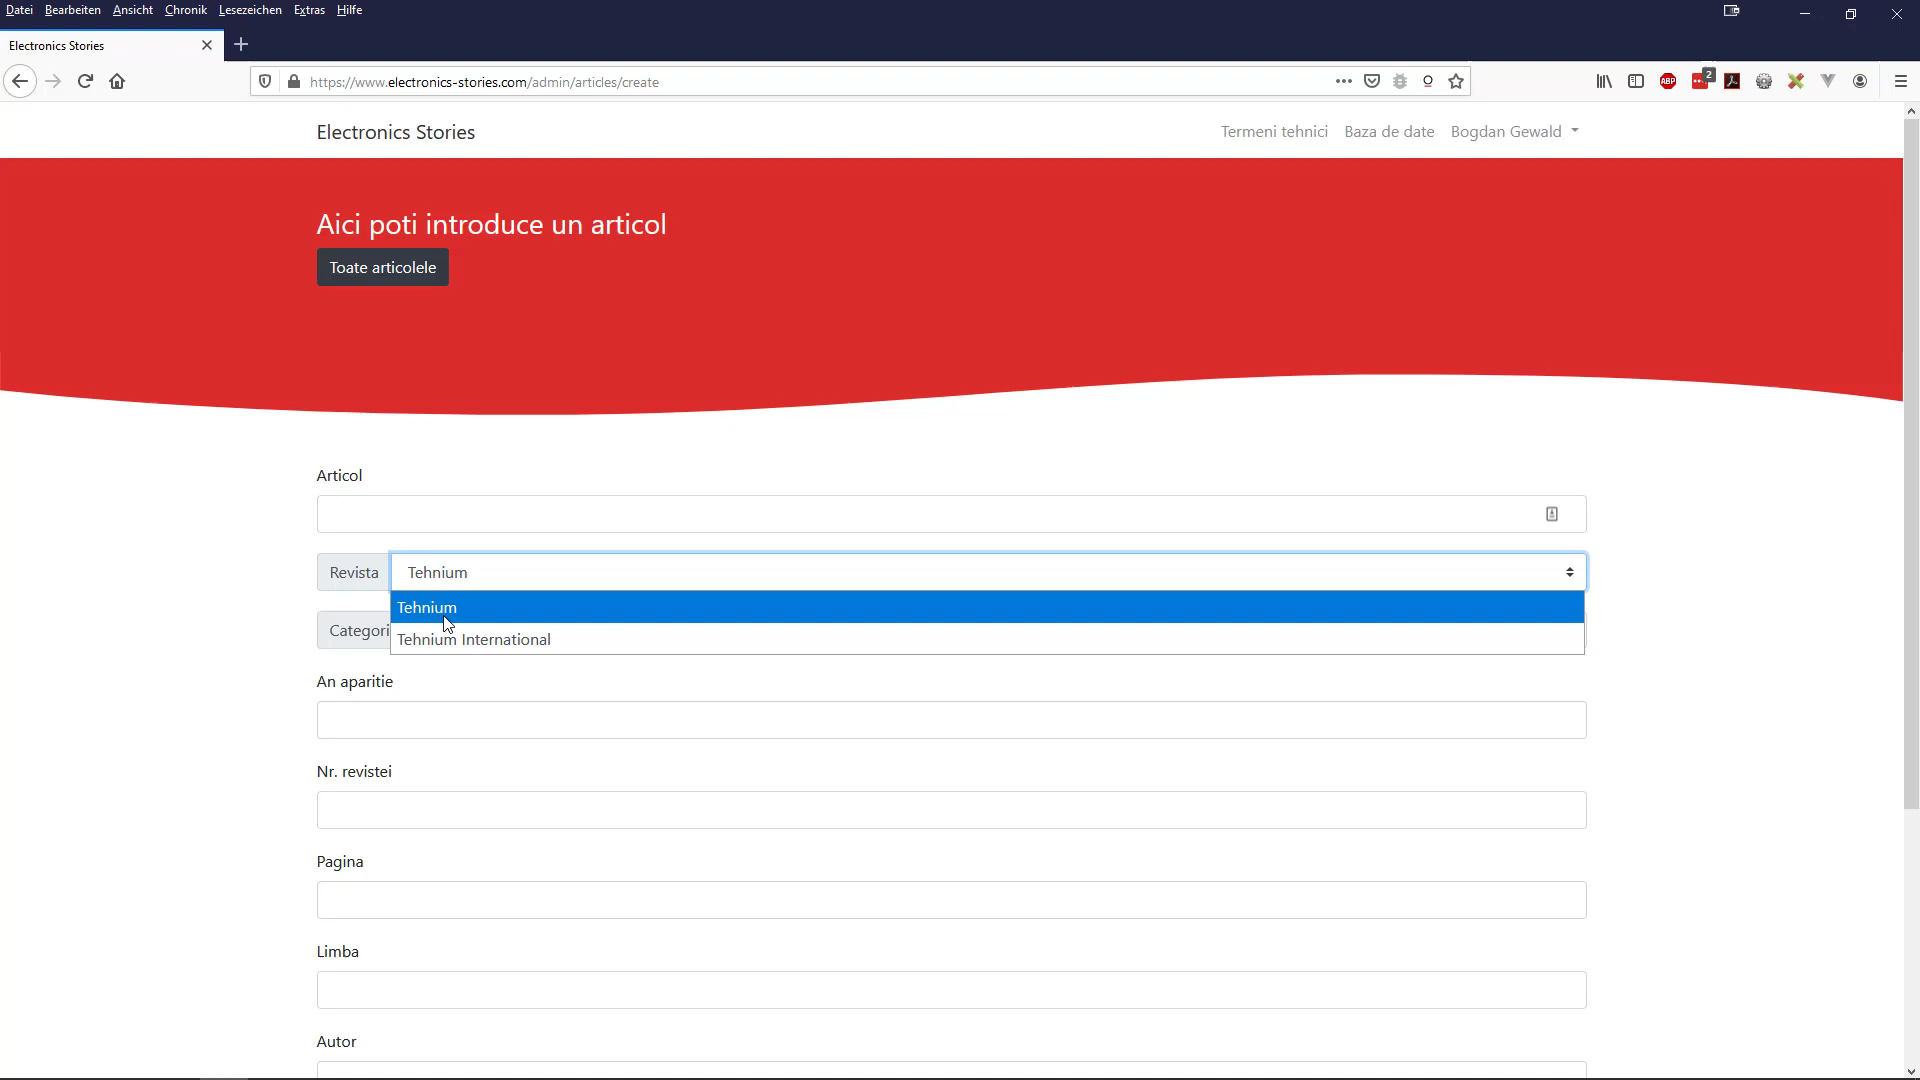 Datei Bearbeiten Ansicht Chronik Lesezeichen Extras Hilfe
Electronics Stories
https://www.electronics-stories.com/admin/articles/create
ABP
2
Electronics Stories
Termeni tehnici Baza de date Bogdan Gewald
Aici poti introduce un articol
Toate articolele
Articol
Revista Tehnium
Tehnium
Categori
Tehnium International
An aparitie
Nr. revistei
Pagina
Limba
Autor